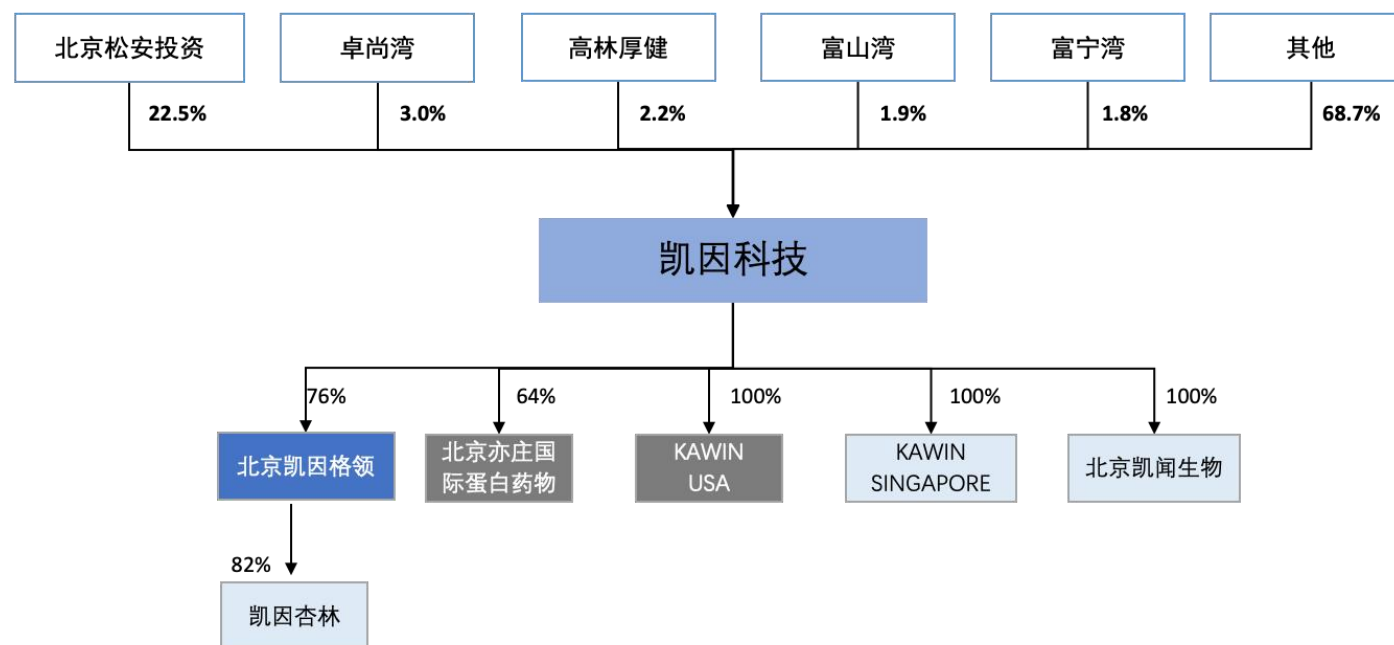 北京松安投资
卓尚湾
高林厚健
富山湾
富宁湾
其他
22.5%
3.0%
2.2%
1.9%
1.8%
68.7%
凯因科技
76%
64%
100%
100%
100%
北京凯因格领
北京亦庄国
际蛋白药物
KAWIN
USA
KAWIN
SINGAPORE
北京凯闻生物
82%
凯因杏林